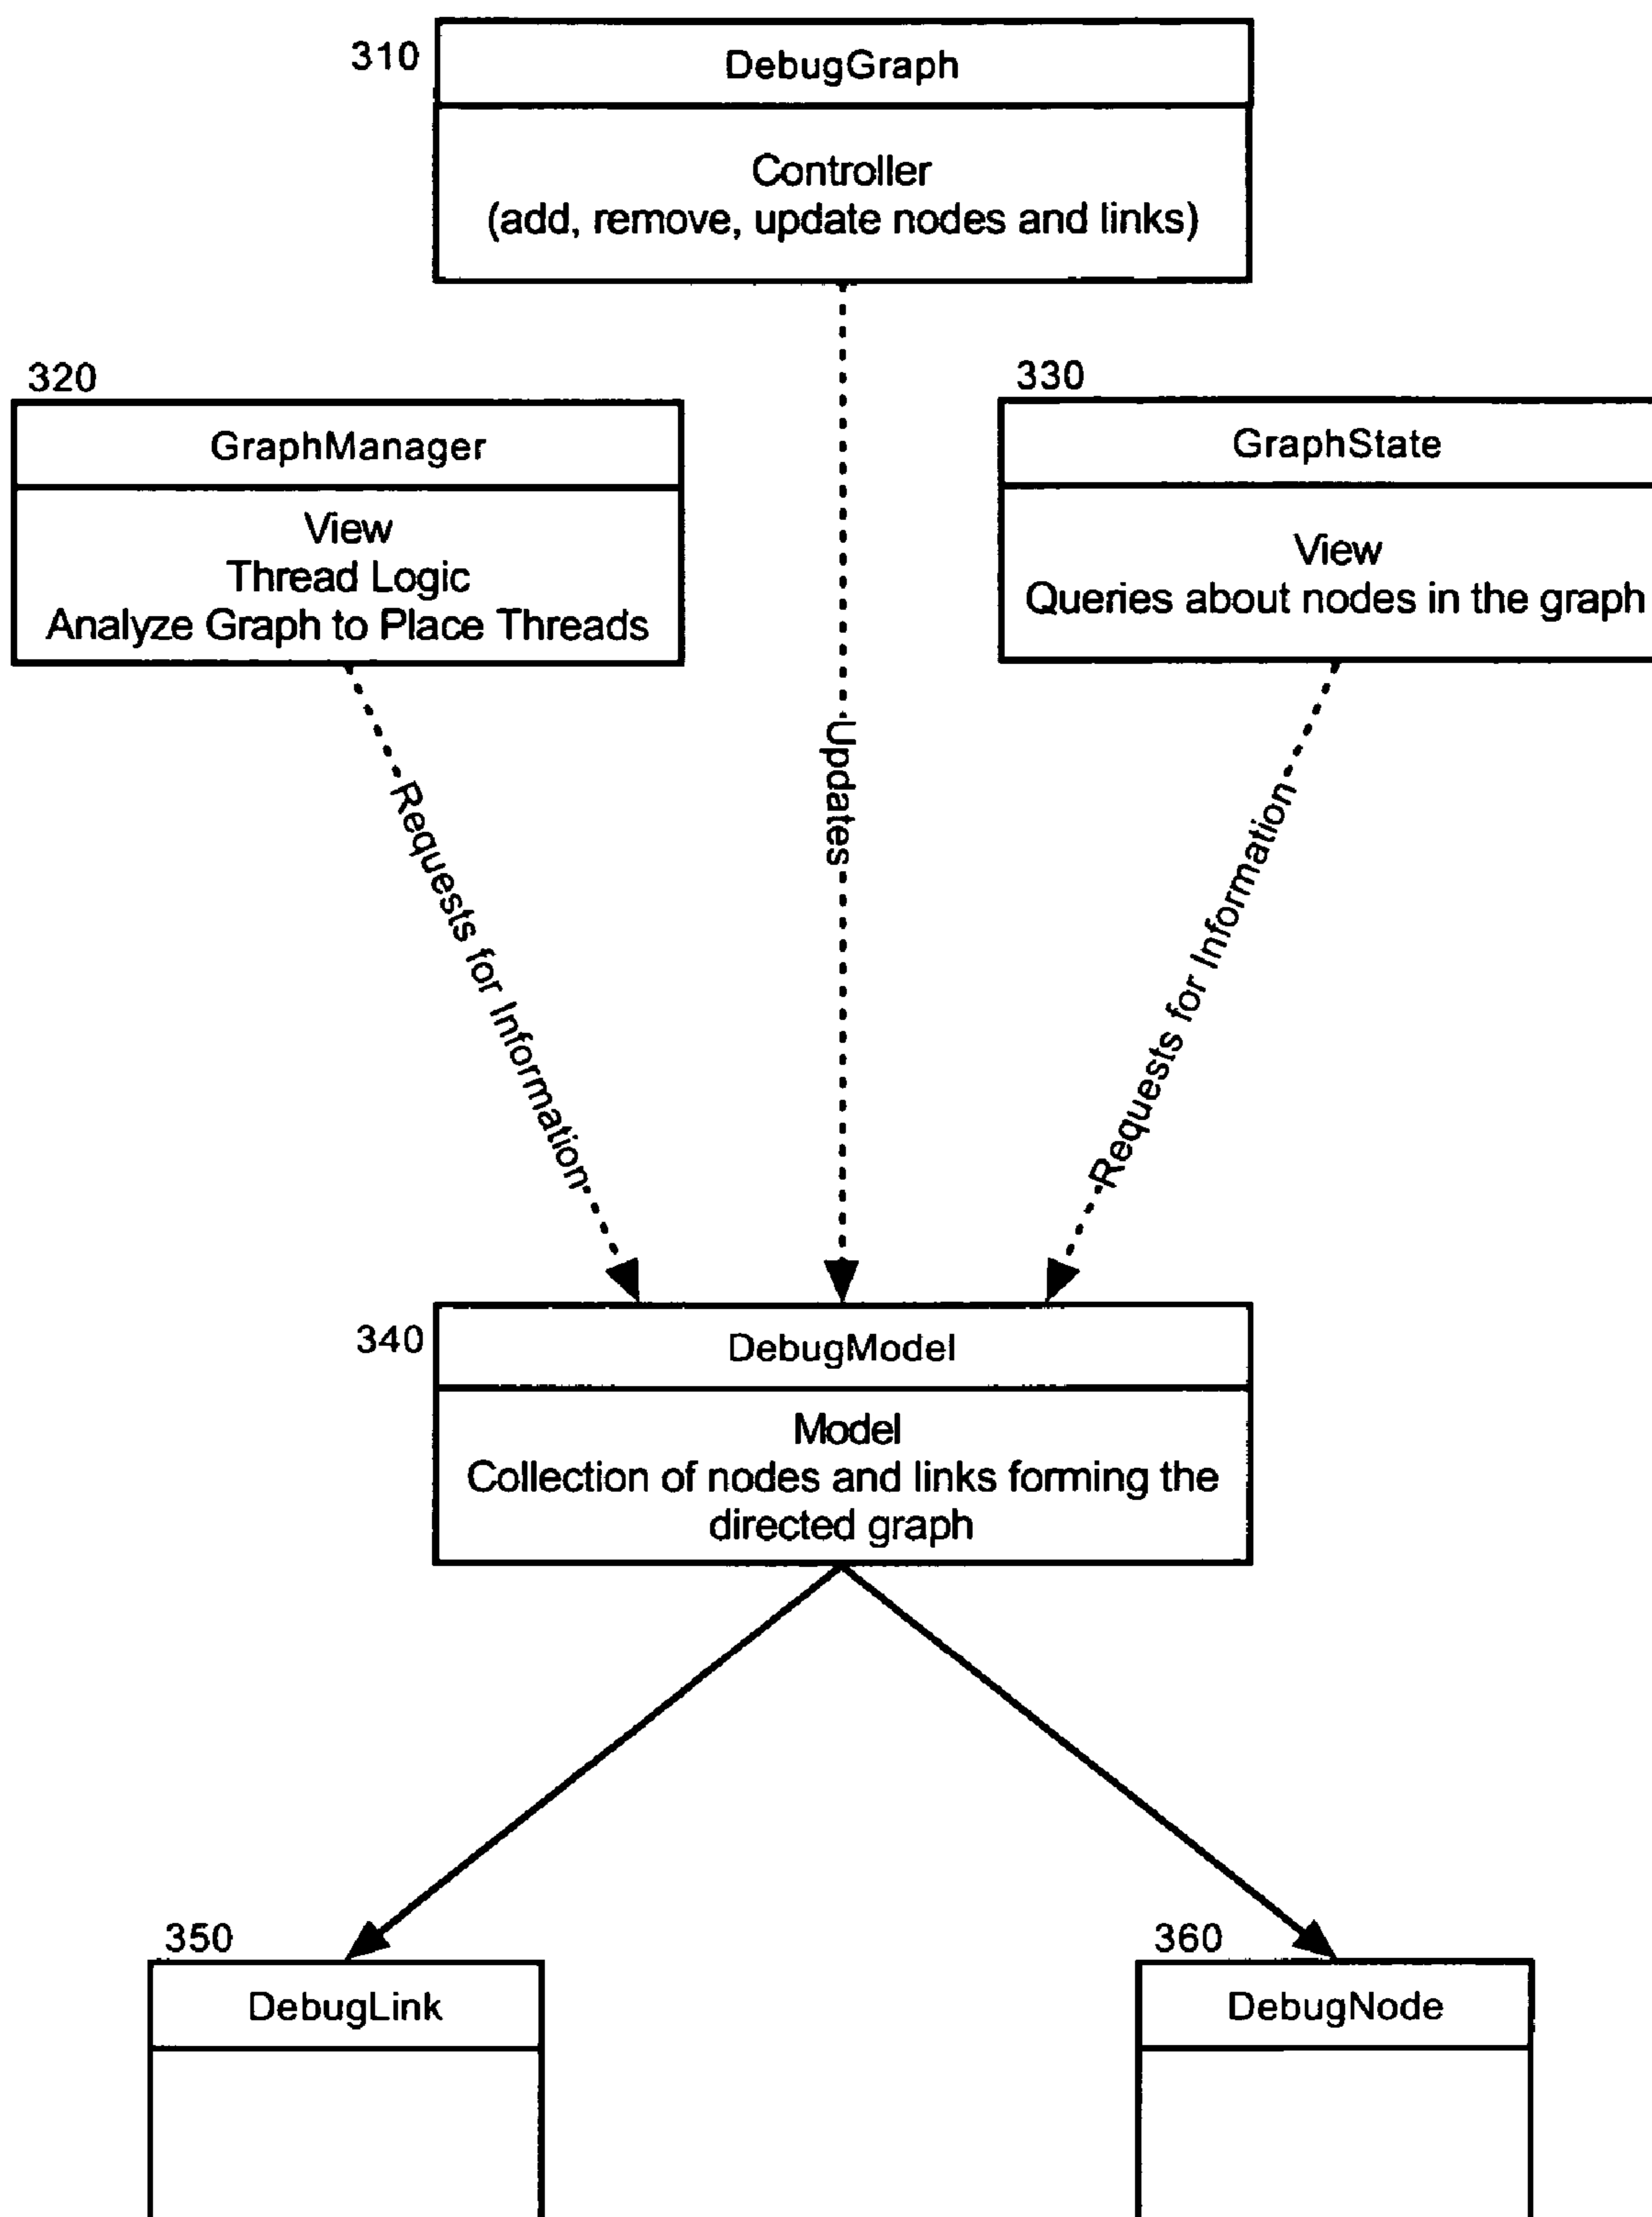 310
DebugGraph
Controller
(add, remove, update nodes and links)
320
GraphManager
View
Thread Logic
Analyze Graph to Place Threads
330
GraphState
View
Queries about nodes in the graph
Requests for Information
Updates
Requests for Information
340
DebugModel
Model
Collection of nodes and links forming the
directed graph
350
DebugLink
360
DebugNode